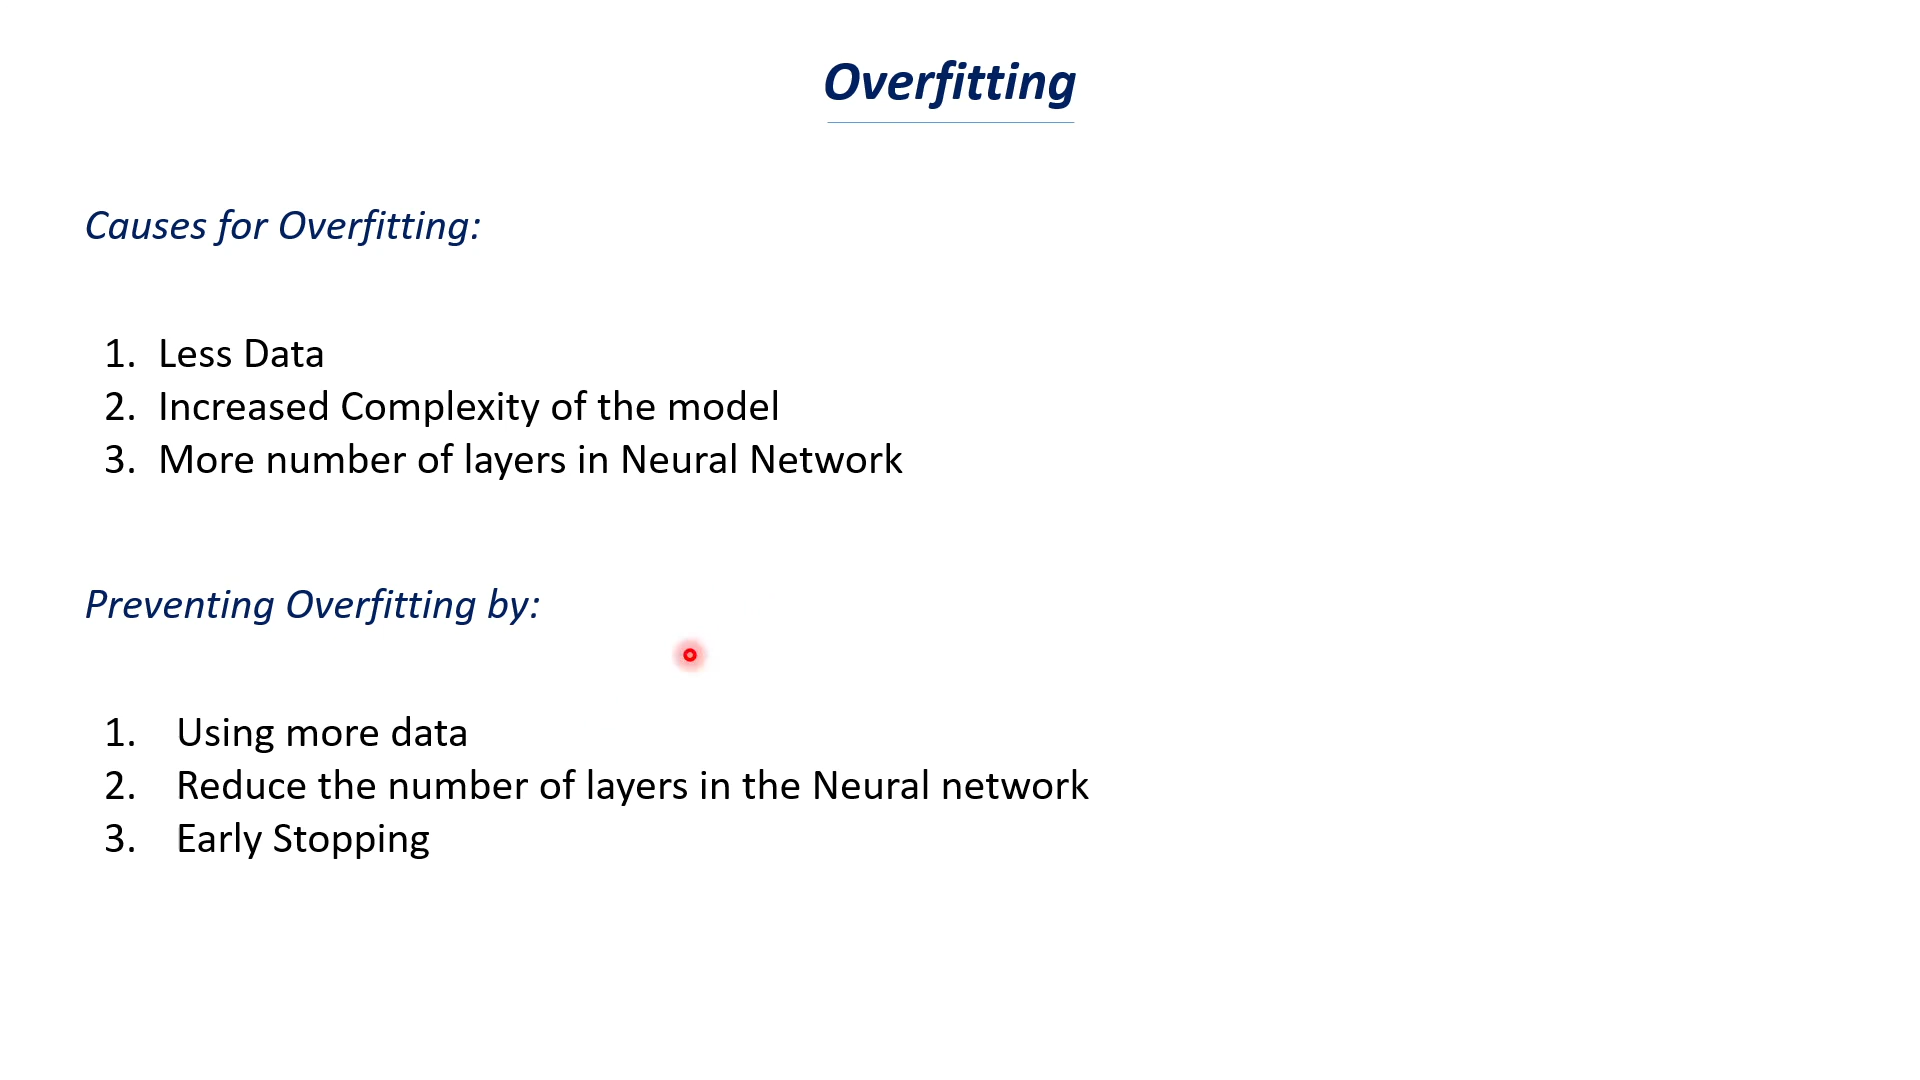 Overfitting
Causes for Overfitting:
1. Less Data
2. Increased Complexity of the model
3. More number of layers in Neural Network
Preventing Overfitting by:
1. Using more data
2. Reduce the number of layers in the Neural network
3. Early Stopping